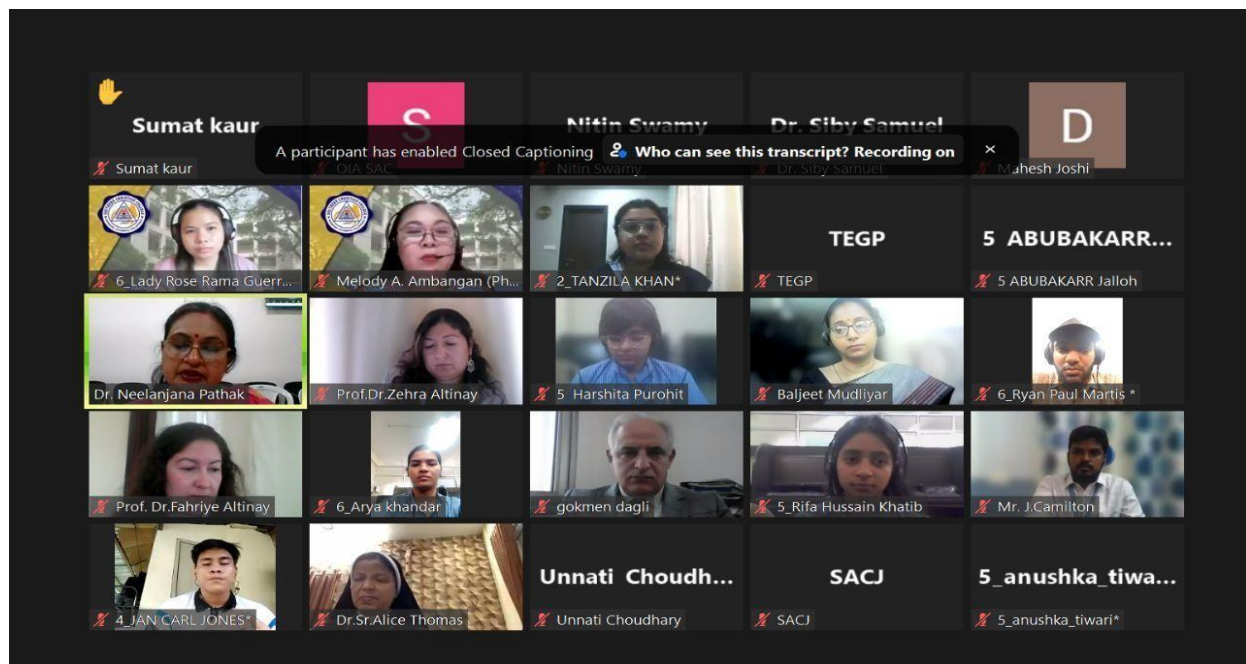 Sumat kaur
S
Nitin Swamy
Dr. Siby Samuel
D
A participant has enabled Closed Captioning Who can see this transcript? Recording on ×
Sumat kaur
OIA SAC
Nitin Swamy
Dr. Siby Samuel
Mahesh Joshi
TEGP
5 ABUBAKARR...
6_Lady Rose Rama Guerr...
Melody A. Ambangan (Ph...
2_TANZILA KHAN*
TEGP
5 ABUBAKARR Jalloh
Dr. Neelanjana Pathak
Prof.Dr.Zehra Altinay
5 Harshita Purohit
Baljeet Mudliyar
6_Ryan Paul Martis *
Prof. Dr.Fahriye Altinay
6_Arya khandar
gokmen dagli
5_Rifa Hussain Khatib
Mr. J.Camilton
Unnati Choudh...
SACJ
5_anushka_tiwa...
4_JAN CARL JONES*
Dr.Sr.Alice Thomas
Unnati Choudhary
SACJ
5_anushka_tiwari*